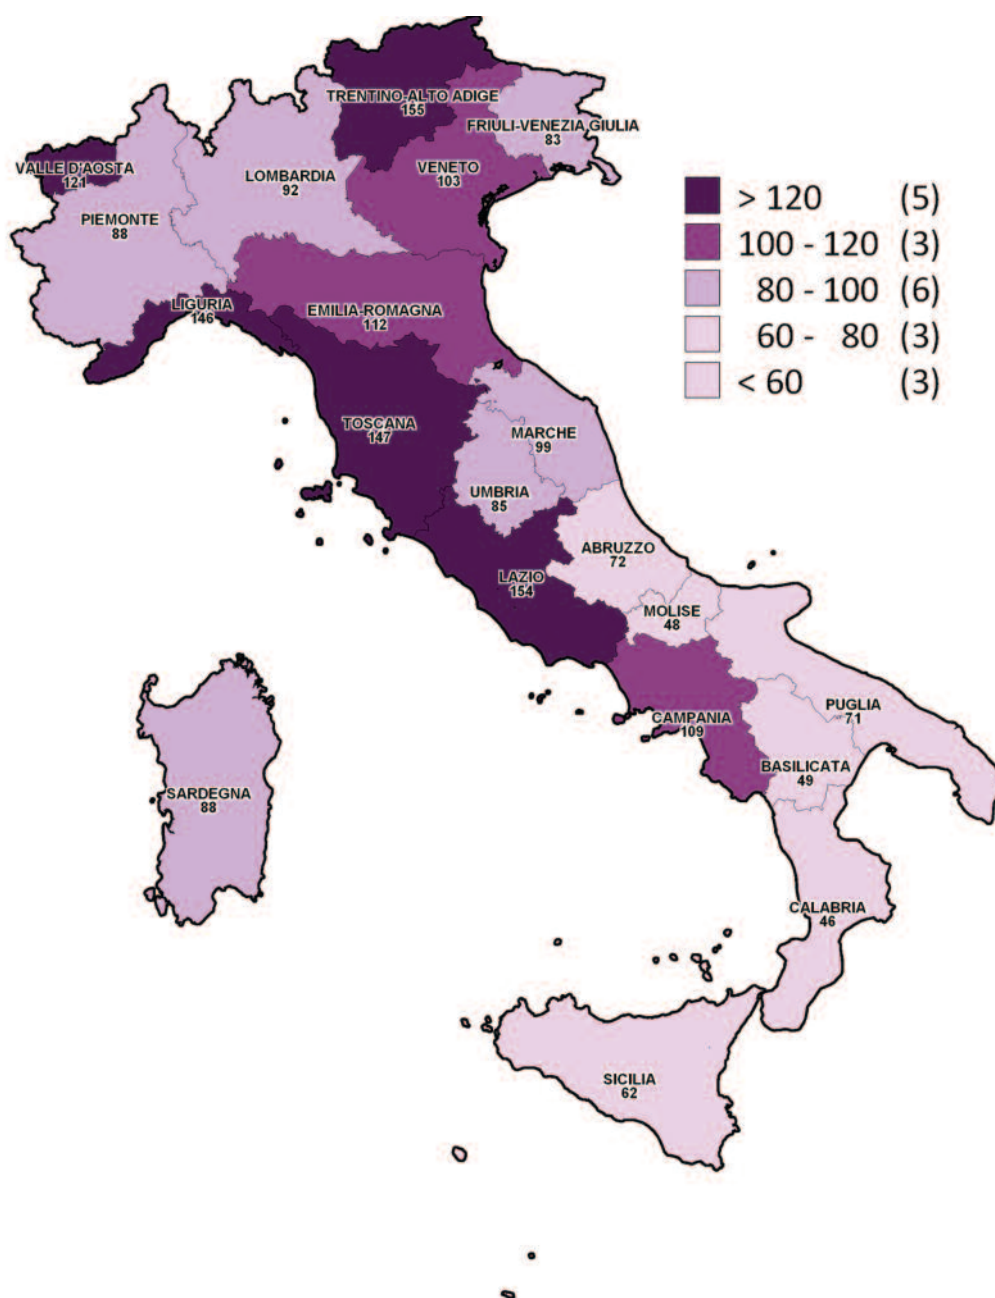 TRENTINO-ALTO ADIGE
155
FRIULI-VENEZIA GIULIA
83
VALLE D'AOSTA
121
LOMBARDIA
92
VENETO
103
PIEMONTE
88
LIGURIA
146
EMILIA-ROMAGNA
112
> 120 (5)
100 - 120 (3)
80 - 100 (6)
60 - 80 (3)
< 60 (3)
TOSCANA
147
MARCHE
99
UMBRIA
85
ABRUZZO
72
LAZIO
154
MOLISE
48
PUGLIA
71
CAMPANIA
109
BASILICATA
49
SARDEGNA
88
CALABRIA
46
SICILIA
62